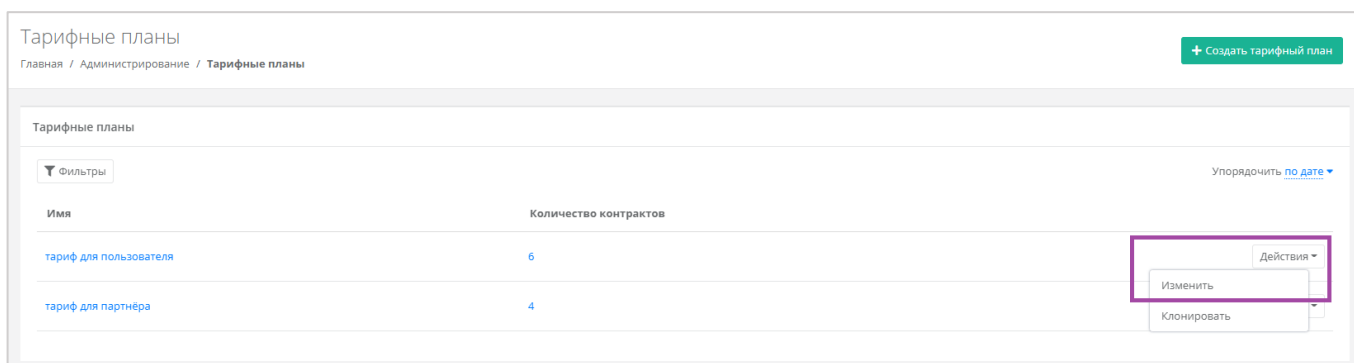 Тарифные планы
+ Создать тарифный план
Главная / Администрирование / Тарифные планы
Тарифные планы
Фильтры
Упорядочить по дате
Имя Количество контрактов
тариф для пользователя 6 Действия
Изменить
тариф для партнёра 4
Клонировать